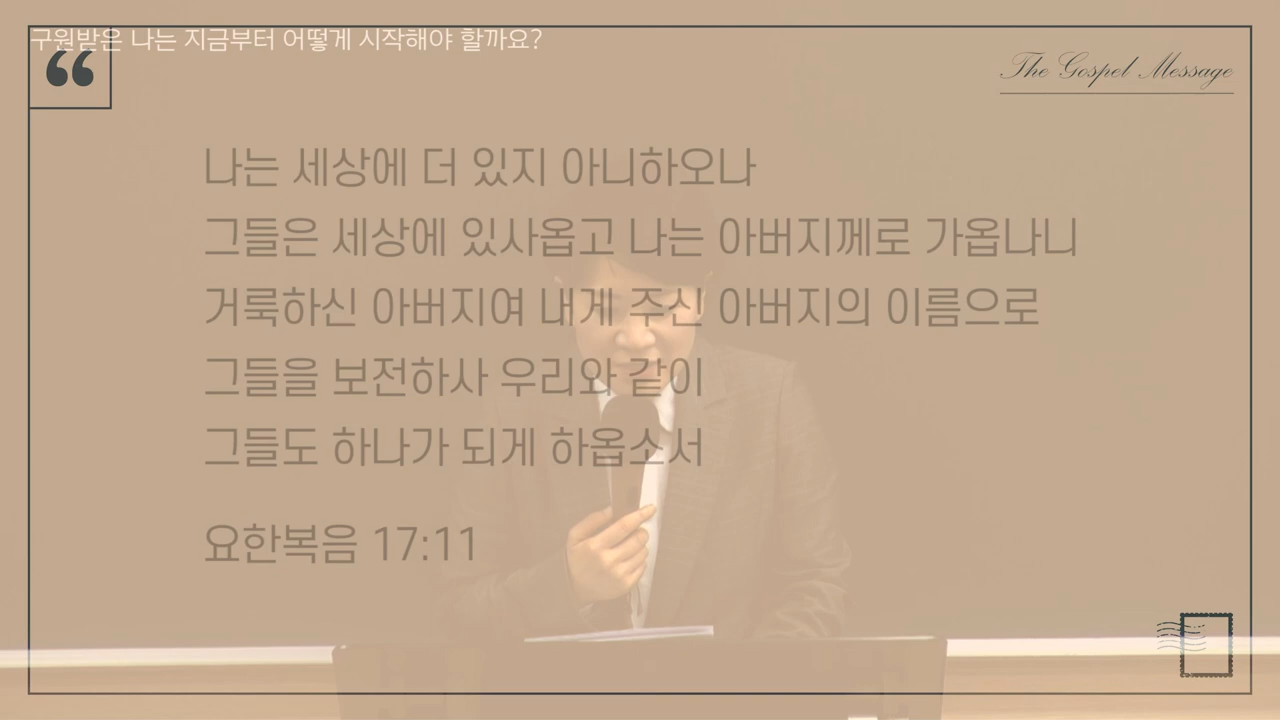 구원받은 나는 지금부터 어떻게 시작해야 할까요?
The Gospel Message
나는 세상에 더 있지 아니하오나
그들은 세상에 있사옵고 나는 아버지께로 가옵나니
거룩하신 아버지여 내게 주신 아버지의 이름으로
그들을 보전하사 우리와 같이
그들도 하나가 되게 하옵소서
요한복음 17:11